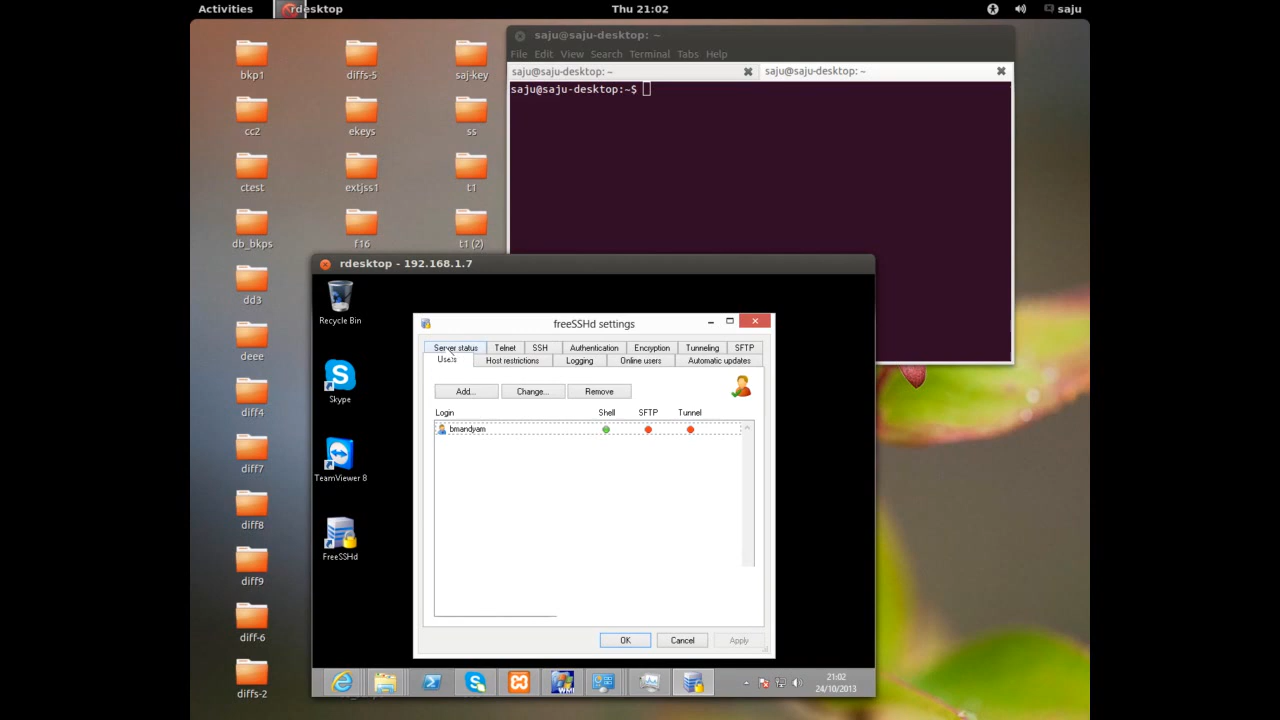 Activities
rdesktop
Thu 21:02
saju
bkp1
diffs-5
saj-key
cc2
ekeys
ss
ctest
extjss1
t1
db_bkps
f16
t1 (2)
dd3
deee
diff4
diff7
diff8
diff9
diff-6
diffs-2
saju@saju-desktop: ~
File Edit View Search Terminal Tabs Help
saju@saju-desktop: ~
saju@saju-desktop: ~
saju@saju-desktop:~$
rdesktop - 192.168.1.7
Recycle Bin
Skype
TeamViewer 8
FreeSSHd
freeSSHd settings
Server status Telnet SSH Authentication Encryption Tunneling SFTP
Users Host restrictions Logging Online users Automatic updates
Add... Change... Remove
Login Shell SFTP Tunnel
bmandyam
OK Cancel Apply
WMI
21:02
24/10/2013